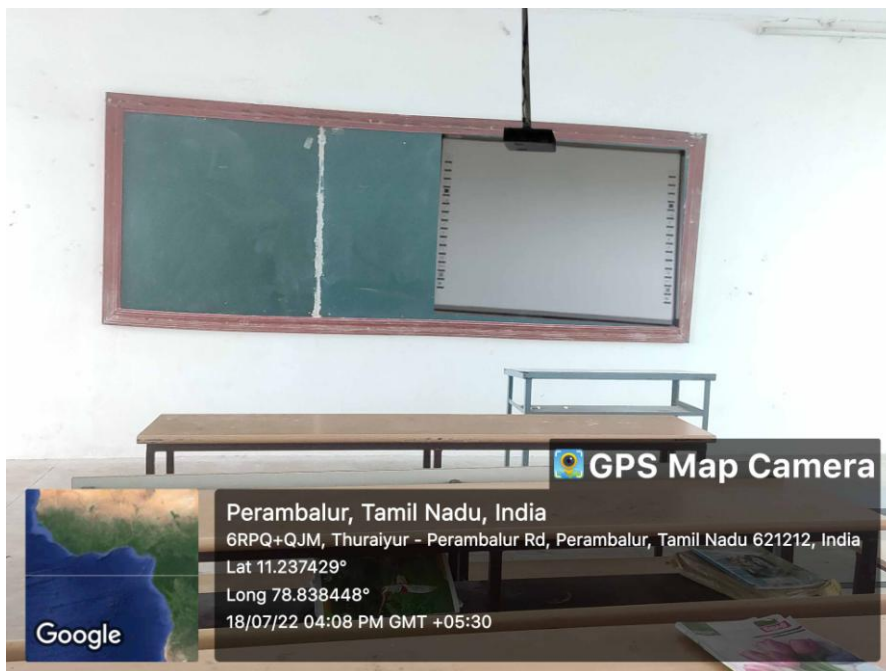 GPS Map Camera
Perambalur, Tamil Nadu, India
6RPQ+QJM, Thuraiyur - Perambalur Rd, Perambalur, Tamil Nadu 621212, India
Lat 11.237429°
Long 78.838448°
18/07/22 04:08 PM GMT +05:30
Google